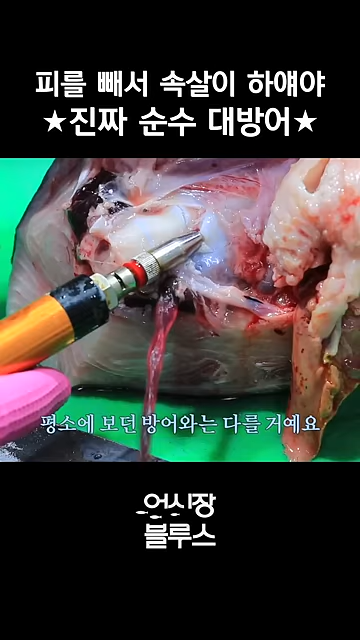 피를 빼서 속살이 하얘야
★진짜 순수 대방어★
평소에 보던 방어와는 다를 거예요
어시장
블루스